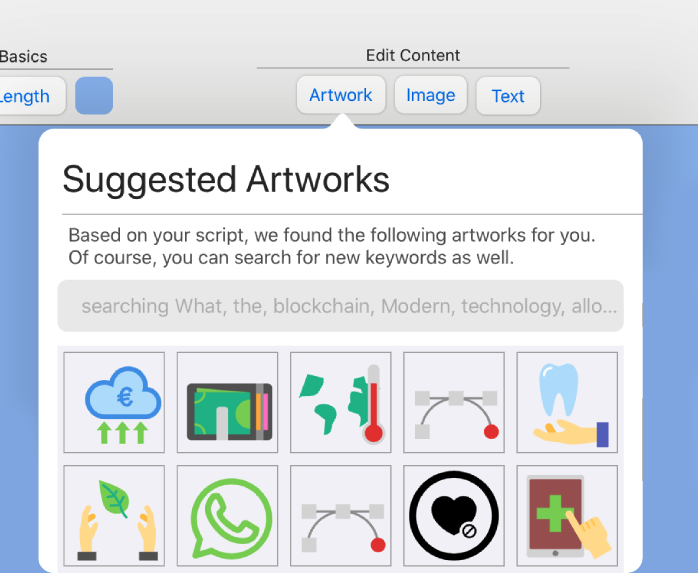 Basics
Edit Content
Length
Artwork
Image
Text
Suggested Artworks
Based on your script, we found the following artworks for you.
Of course, you can search for new keywords as well.
searching What, the, blockchain, Modern, technology, allo...
€